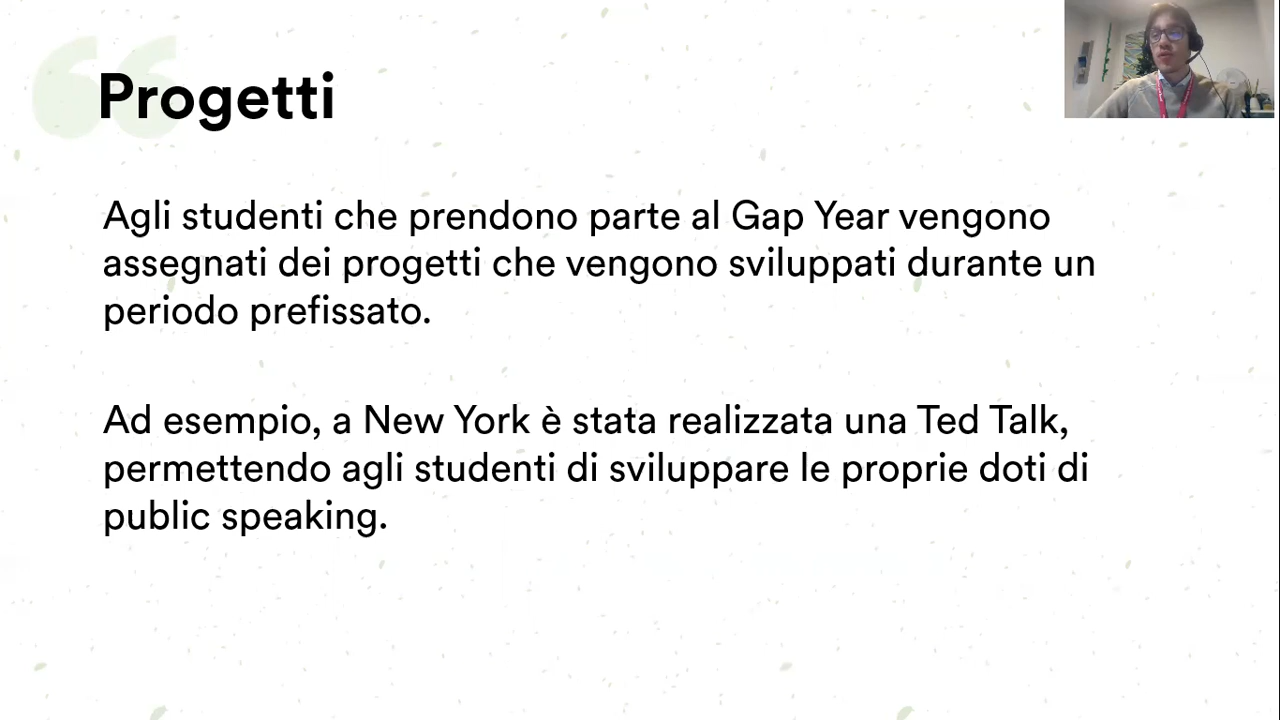 Progetti
Agli studenti che prendono parte al Gap Year vengono
assegnati dei progetti che vengono sviluppati durante un
periodo prefissato.
Ad esempio, a New York è stata realizzata una Ted Talk,
permettendo agli studenti di sviluppare le proprie doti di
public speaking.